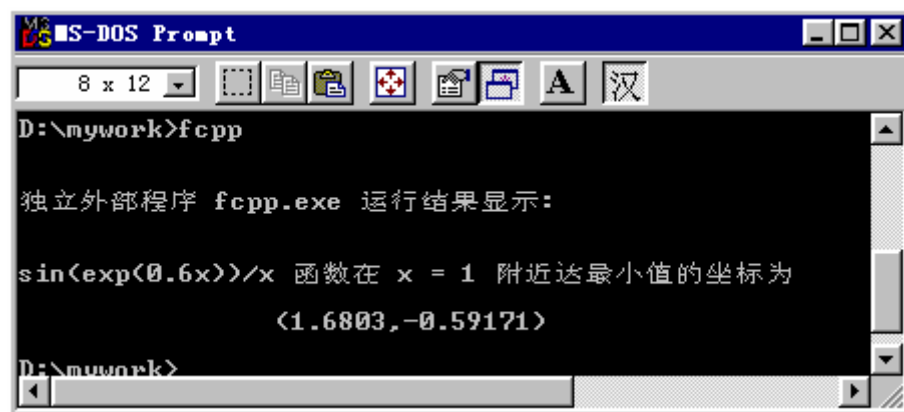 MS-DOS Prompt
8 x 12
A 汉
D:\mywork>fcpp
独立外部程序 fcpp.exe 运行结果显示:
sin(exp(0.6x))/x 函数在 x = 1 附近达最小值的坐标为
(1.6803,-0.59171)
D:\mywork>